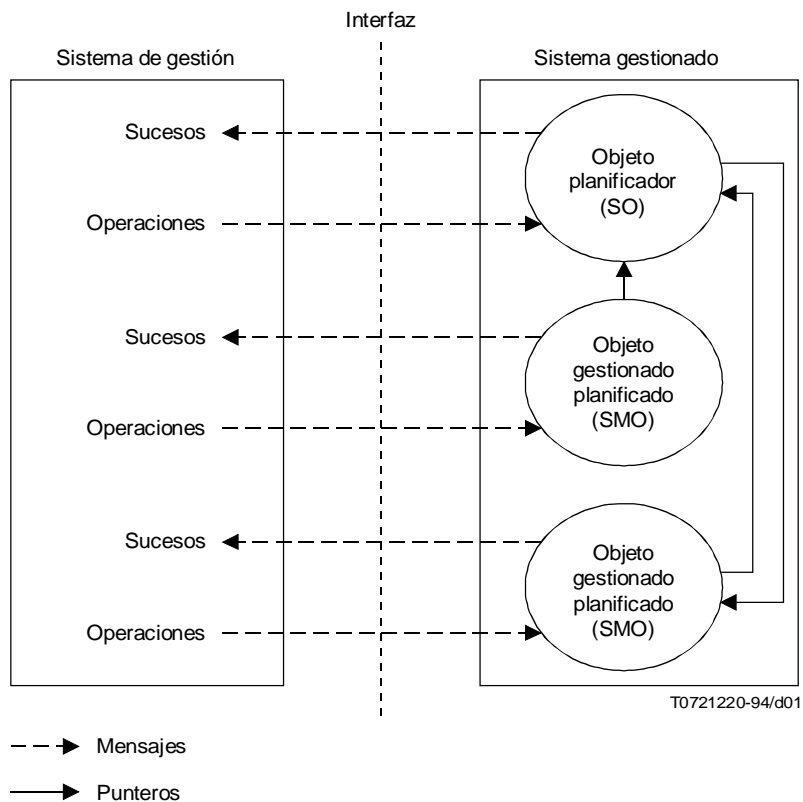 Interfaz
Sistema de gestión
Sistema gestionado
Sucesos
Objeto
planificador
(SO)
Operaciones
Sucesos
Objeto
gestionado
planificado
(SMO)
Operaciones
Sucesos
Objeto
gestionado
planificado
(SMO)
Operaciones
T0721220-94/d01
Mensajes
Punteros